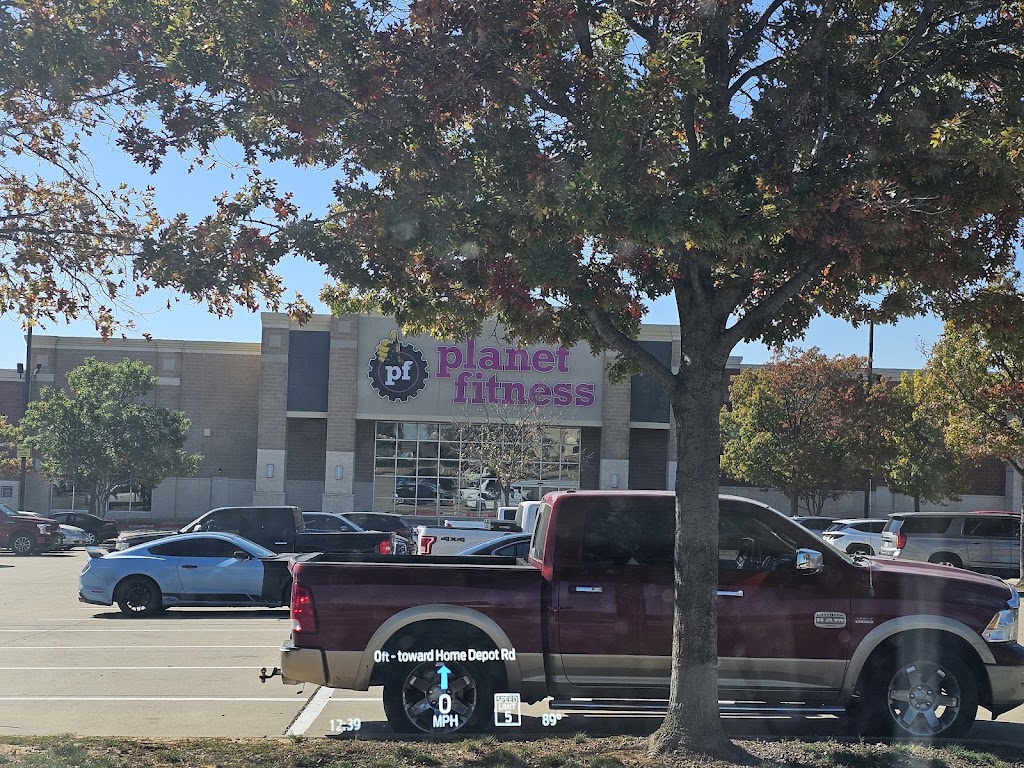 pf
planet
fitness
4x4
RAM
0ft - toward Home Depot Rd
0
MPH
SPEED
LIMIT
5
12:39
89°